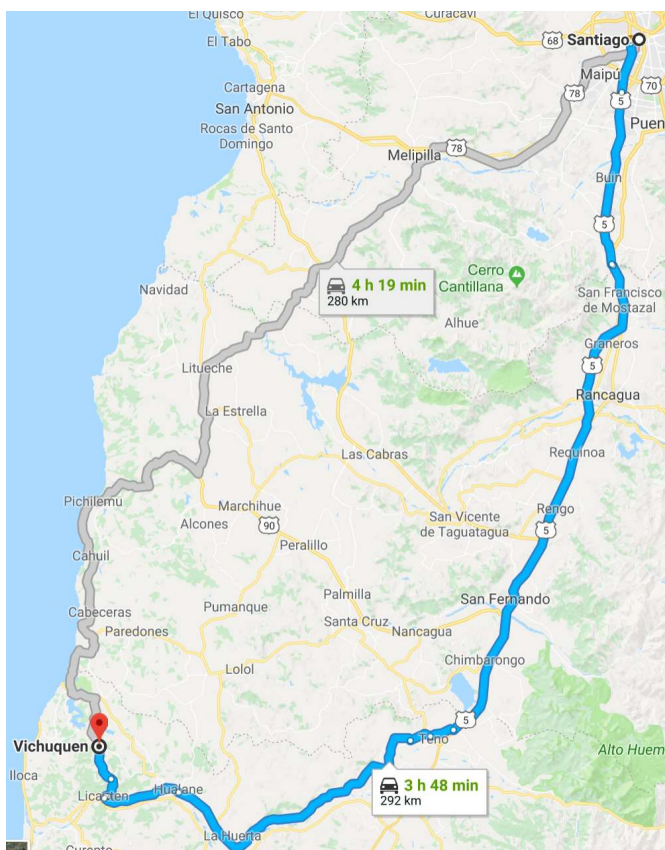 El Quisco
Curacaví
El Tabo
68
Santiago
Maipú
Cartagena
78
70
5
San Antonio
Rocas de Santo
Domingo
Puen
78
Melipilla
Buin
5
4 h 19 min
280 km
Cerro
Cantillana
Navidad
San Francisco
de Mostazal
Alhue
Graneros
Litueche
5
Rancagua
La Estrella
Las Cabras
Requinoa
Pichilemu
Marchihue
Alcones
90
San Vicente
de Taguatagua
Rengo
5
Peralillo
Cahuil
Palmilla
San Fernando
Pumanque
Cabeceras
Paredones
Santa Cruz
Nancagua
Chimbarongo
Lolol
5
Teno
Vichuquen
Alto Huem
Iloca
3 h 48 min
292 km
Licanten
Hualane
La Huerta